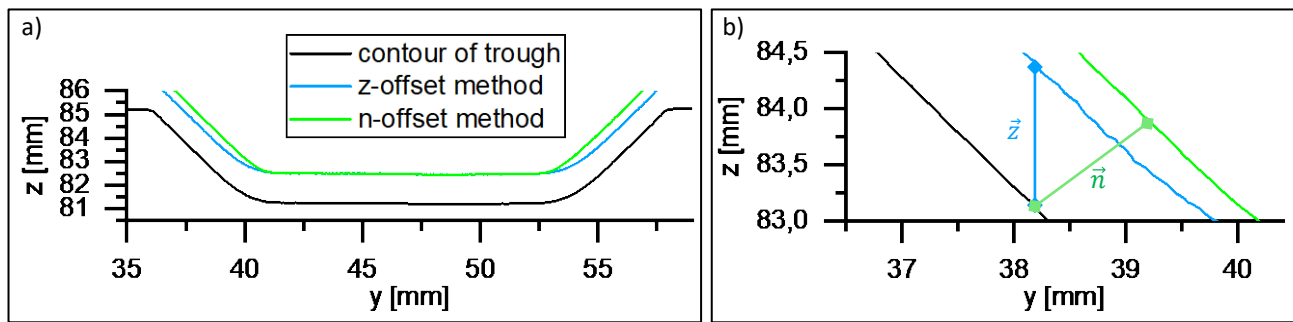 a)
contour of trough
z-offset method
n-offset method
86
85
84
83
82
81
z [mm]
35 40 45 50 55
y [mm]
b)
84,5
84,0
83,5
83,0
z [mm]
z⃗
n⃗
37 38 39 40
y [mm]